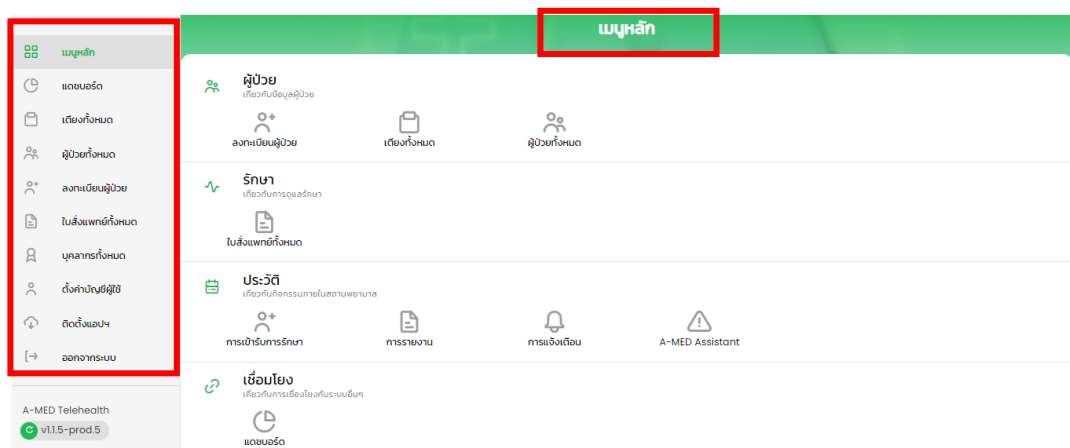 เมนูหลัก
แดชบอร์ด
เตียงทั้งหมด
ผู้ป่วยทั้งหมด
ลงทะเบียนผู้ป่วย
ใบสั่งแพทย์ทั้งหมด
บุคลากรทั้งหมด
ตั้งค่าบัญชีผู้ใช้
ติดตั้งแอปฯ
ออกจากระบบ
A-MED Telehealth
v1.1.5-prod.5
เมนูหลัก
ผู้ป่วย
เกี่ยวกับข้อมูลผู้ป่วย
ลงทะเบียนผู้ป่วย เตียงทั้งหมด ผู้ป่วยทั้งหมด
รักษา
เกี่ยวกับการดูแลรักษา
ใบสั่งแพทย์ทั้งหมด
ประวัติ
เกี่ยวกับกิจกรรมภายในสถานพยาบาล
การเข้ารับการรักษา การรายงาน การแจ้งเตือน A-MED Assistant
เชื่อมโยง
เกี่ยวกับการเชื่องโยงกับระบบอื่นๆ
แดชบอร์ด